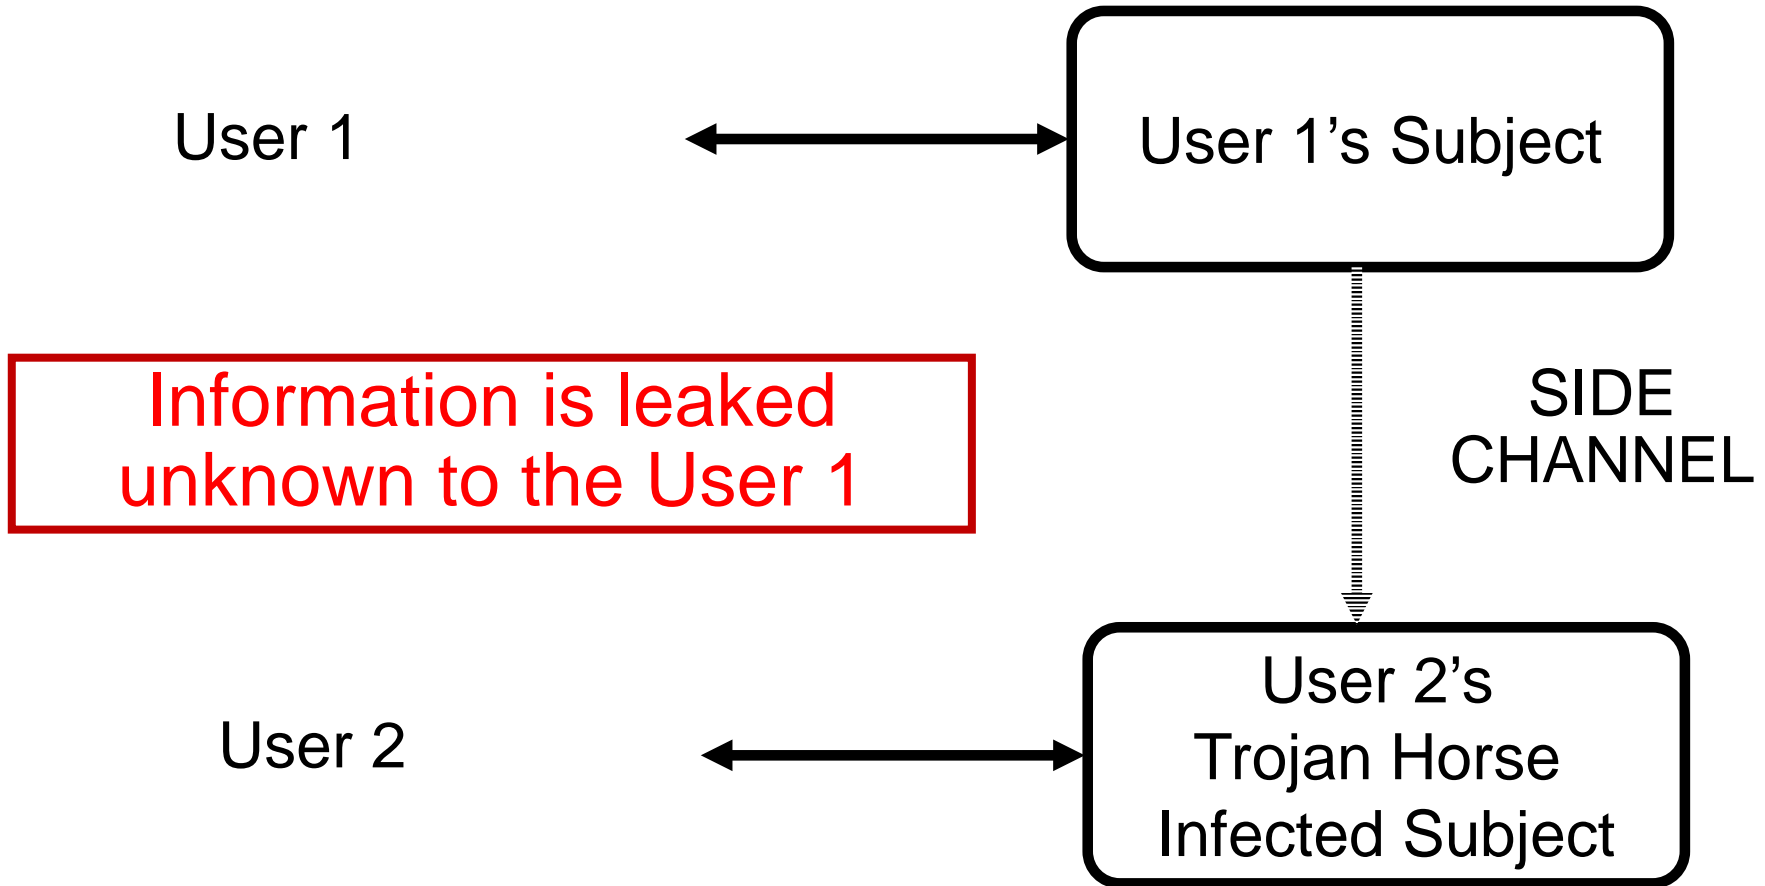 User 1
User 1’s Subject
Information is leaked
unknown to the User 1
SIDE
CHANNEL
User 2
User 2’s
Trojan Horse
Infected Subject